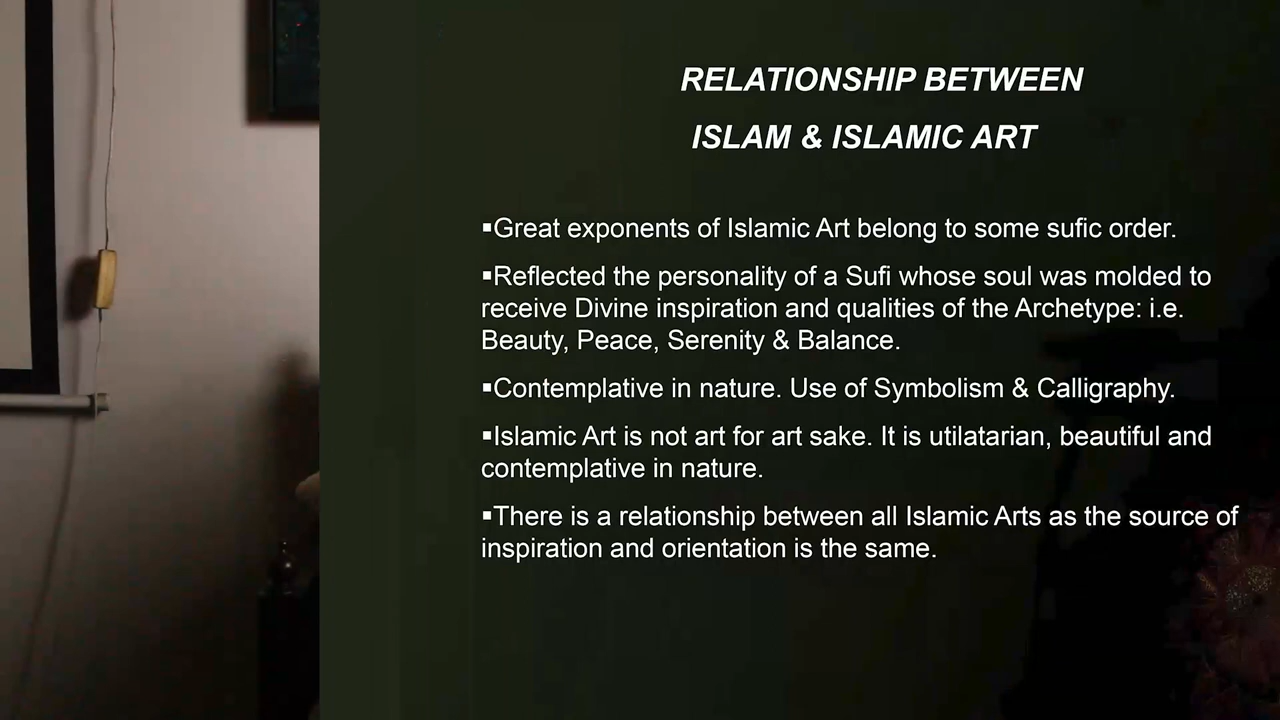 RELATIONSHIP BETWEEN
ISLAM & ISLAMIC ART
▪Great exponents of Islamic Art belong to some sufic order.
▪Reflected the personality of a Sufi whose soul was molded to
receive Divine inspiration and qualities of the Archetype: i.e.
Beauty, Peace, Serenity & Balance.
▪Contemplative in nature. Use of Symbolism & Calligraphy.
▪Islamic Art is not art for art sake. It is utilatarian, beautiful and
contemplative in nature.
▪There is a relationship between all Islamic Arts as the source of
inspiration and orientation is the same.